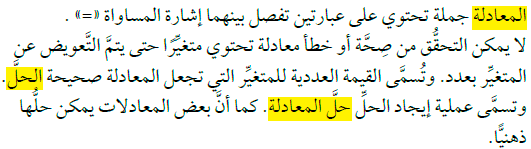 المعادلة جملة تحتوي على عبارتين تفصل بينهما إشارة المساواة «=» .
لا يمكن التحقُّق من صِحَّة أو خطأ معادلة تحتوي متغيِّرًا حتى يتمَّ التَّعويض عن
المتغيِّر بعدد. وتُسمَّى القيمة العددية للمتغيِّر التي تجعل المعادلة صحيحة الحلَّ.
وتسمَّى عملية إيجاد الحلِّ حلَّ المعادلة. كما أنَّ بعض المعادلات يمكن حلُّها
ذهنيًّا.